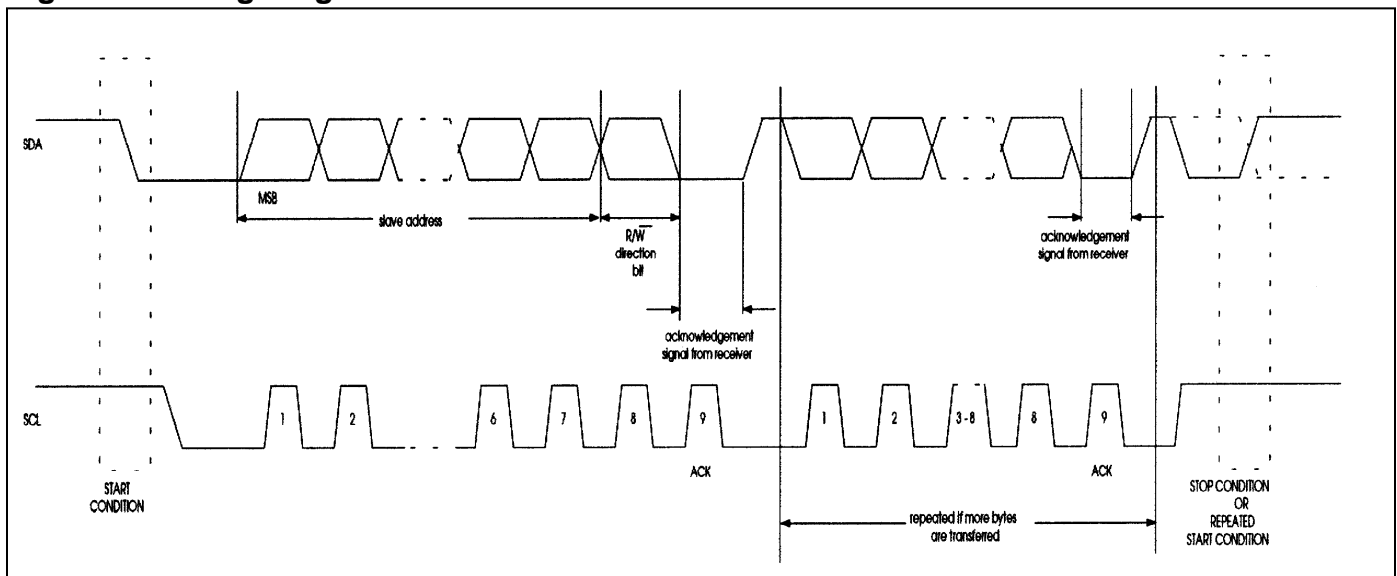 SDA
MSB
slave address
R/W
direction
bit
acknowledgement
signal from receiver
acknowledgement
signal from receiver
SCL
1
2
6
7
8
9
1
2
3-8
8
9
ACK
ACK
START
CONDITION
repeated if more bytes
are transferred
STOP CONDITION
OR
REPEATED
START CONDITION